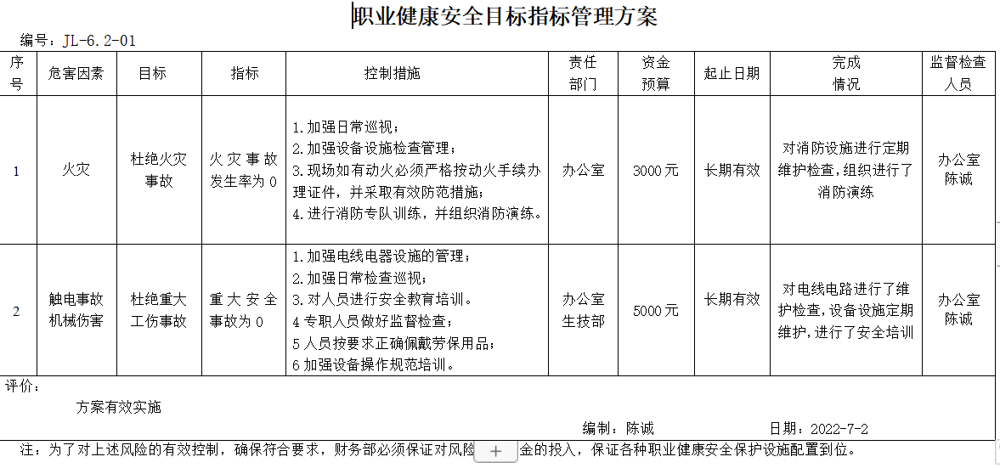 职业健康安全目标指标管理方案
编号：JL-6.2-01
序号 危害因素 目标 指标 控制措施 责任部门 资金预算 起止日期 完成情况 监督检查人员
1 火灾 杜绝火灾事故 火灾事故发生率为0
1.加强日常巡视；
2.加强设备设施检查管理；
3.现场如有动火必须严格按动火手续办
理证件，并采取有效防范措施；
4.进行消防专队训练，并组织消防演练。
办公室 3000元 长期有效
对消防设施进行定期
维护检查,组织进行了
消防演练
办公室
陈诚
2 触电事故机械伤害 杜绝重大工伤事故 重大安全事故为0
1.加强电线电器设施的管理；
2.加强日常检查巡视；
3.对人员进行安全教育培训。
4专职人员做好监督检查；
5人员按要求正确佩戴劳保用品；
6加强设备操作规范培训。
办公室
生技部
5000元 长期有效
对电线电路进行了维
护检查,设备设施定期
维护,进行了安全培训
办公室
陈诚
评价：
方案有效实施
编制：陈诚 日期：2022-7-2
注：为了对上述风险的有效控制，确保符合要求，财务部必须保证对风险 金的投入，保证各种职业健康安全保护设施配置到位。